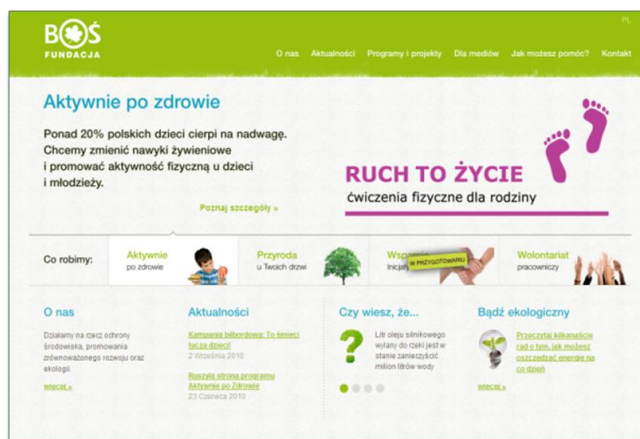 BOŚ
FUNDACJA
PL
O nas Aktualności Programy i projekty Dla mediów Jak możesz pomóc? Kontakt
Aktywnie po zdrowie
Ponad 20% polskich dzieci cierpi na nadwagę.
Chcemy zmienić nawyki żywieniowe
i promować aktywność fizyczną u dzieci
i młodzieży.
Poznaj szczegóły »
RUCH TO ŻYCIE
ćwiczenia fizyczne dla rodziny
Co robimy:
Aktywnie
po zdrowie
Przyroda
u Twoich drzwi
W PRZYGOTOWANIU
Wolontariat
pracowniczy
O nas
Działamy na rzecz ochrony
środowiska, promowania
zrównoważonego rozwoju oraz
ekologii.
więcej »
Aktualności
Kampania bilbordowa: To śmieci
łączą dzieci!
2 Września 2010
Ruszyła strona programu
Aktywnie po Zdrowie
23 Czerwca 2010
Czy wiesz, że...
Litr oleju silnikowego
wylany do rzeki jest w
stanie zanieczyścić
milion litrów wody
Bądź ekologiczny
Przeczytaj kilkanaście
rad o tym, jak możesz
oszczędzać energię na
co dzień
więcej »